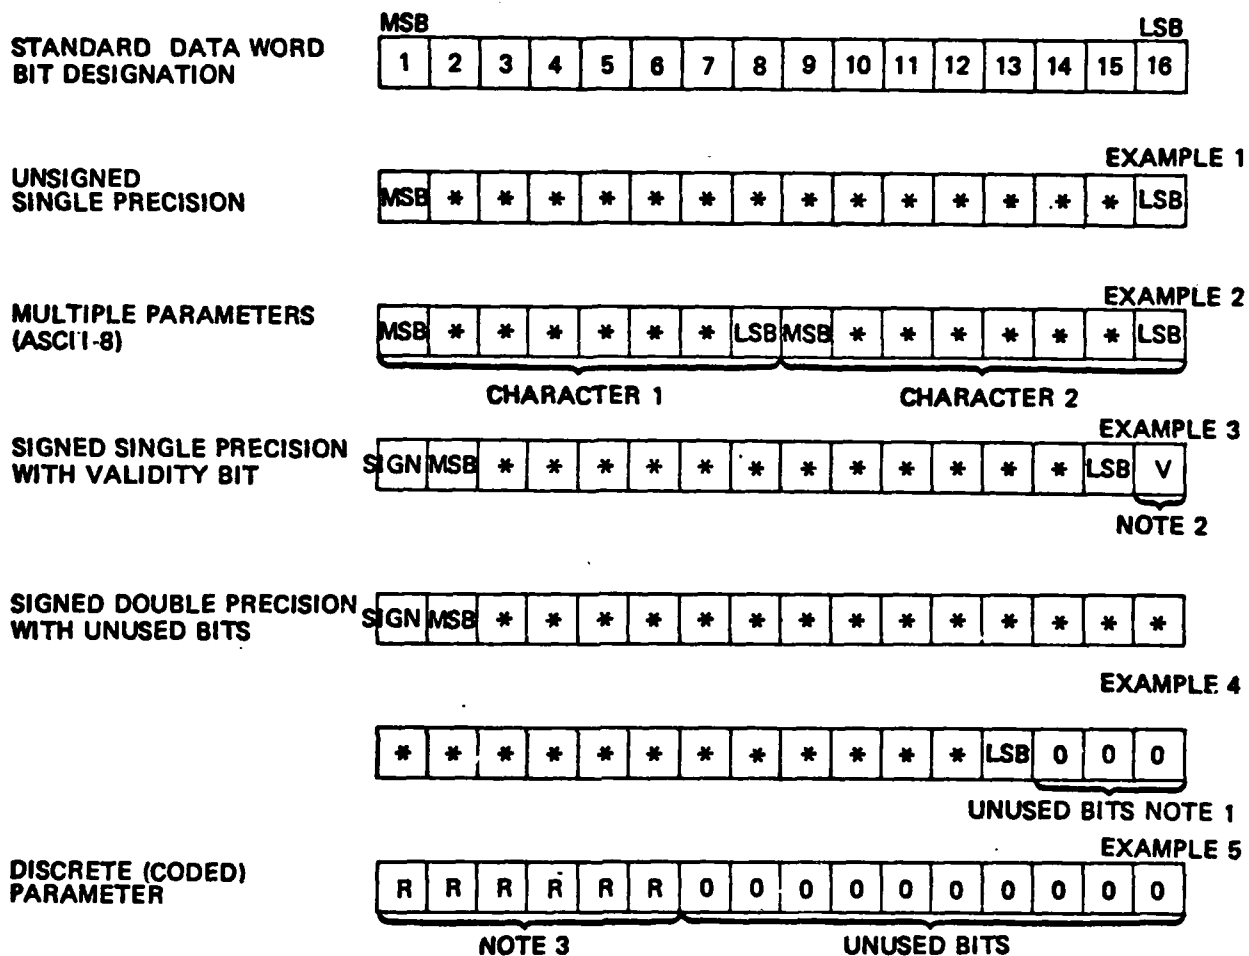 MSB LSB
STANDARD DATA WORD
BIT DESIGNATION
1 2 3 4 5 6 7 8 9 10 11 12 13 14 15 16
EXAMPLE 1
UNSIGNED
SINGLE PRECISION
MSB * * * * * * * * * * * * * * LSB
EXAMPLE 2
MULTIPLE PARAMETERS
(ASCII-8)
MSB * * * * * * LSB MSB * * * * * * LSB
CHARACTER 1 CHARACTER 2
EXAMPLE 3
SIGNED SINGLE PRECISION
WITH VALIDITY BIT
SIGN MSB * * * * * * * * * * * * LSB V
NOTE 2
SIGNED DOUBLE PRECISION
WITH UNUSED BITS
SIGN MSB * * * * * * * * * * * * * *
EXAMPLE 4
* * * * * * * * * * * * LSB 0 0 0
UNUSED BITS NOTE 1
EXAMPLE 5
DISCRETE (CODED)
PARAMETER
R R R R R R 0 0 0 0 0 0 0 0 0 0
NOTE 3 UNUSED BITS